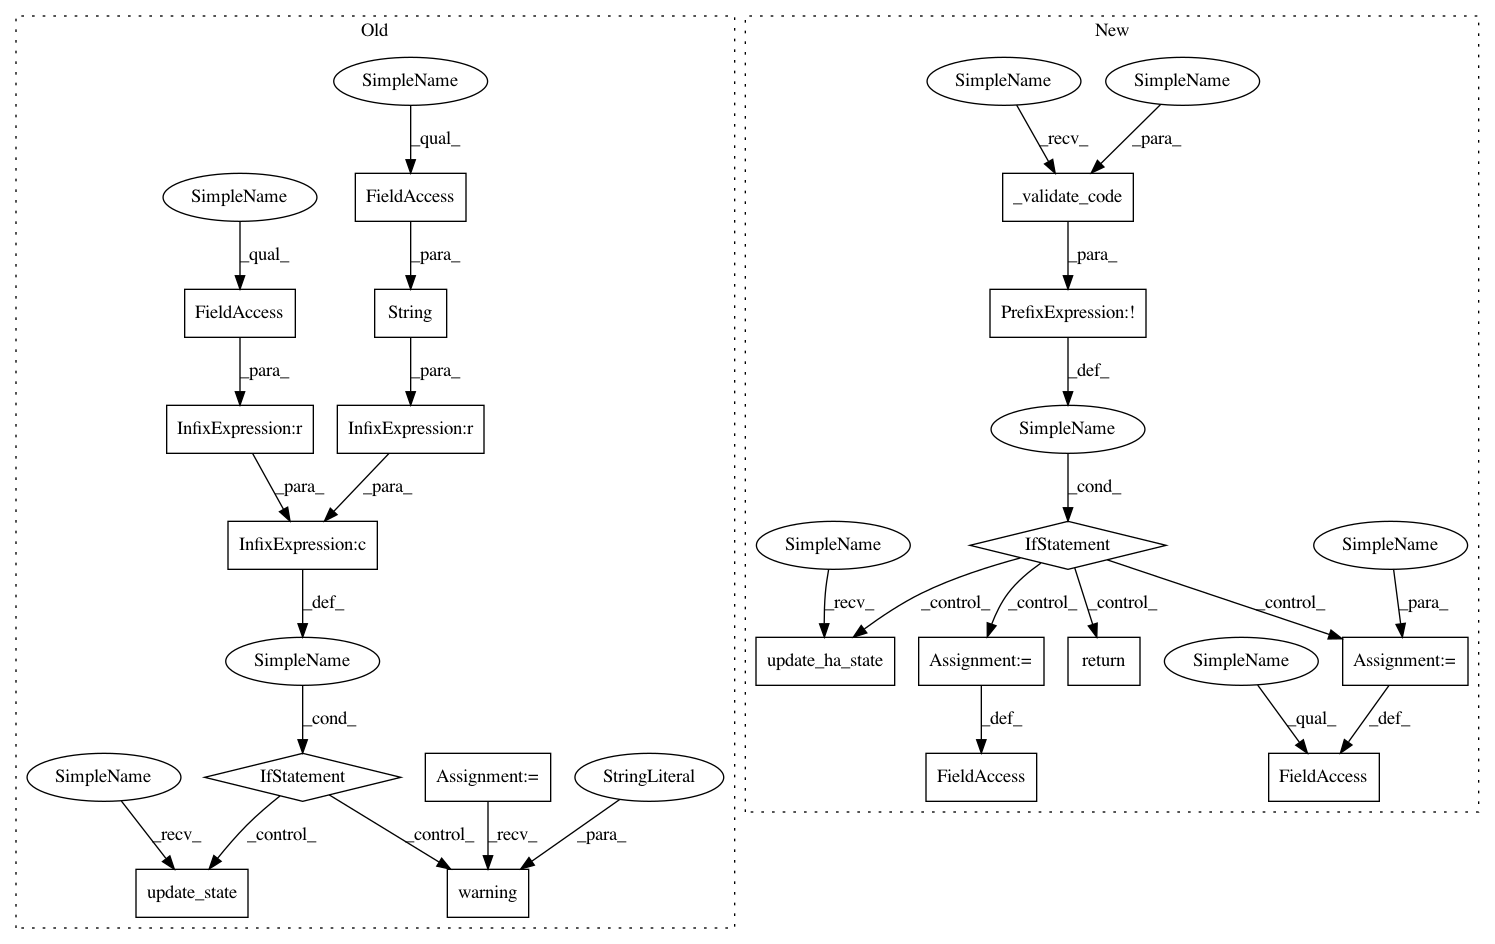 Old
New
SimpleName
SimpleName
SimpleName
_qual_
_recv_
_para_
SimpleName
FieldAccess
_validate_code
_qual_
_para_
_para_
FieldAccess
String
PrefixExpression:!
_para_
_para_
_def_
InfixExpression:r
InfixExpression:r
SimpleName
_para_
_para_
_cond_
InfixExpression:c
SimpleName
IfStatement
SimpleName
_def_
_recv_
_control_
_control_
_control_
_control_
_para_
SimpleName
update_ha_state
Assignment:=
return
SimpleName
Assignment:=
_cond_
_def_
_qual_
_def_
SimpleName
IfStatement
Assignment:=
StringLiteral
FieldAccess
FieldAccess
_recv_
_control_
_control_
_recv_
_para_
update_state
warning